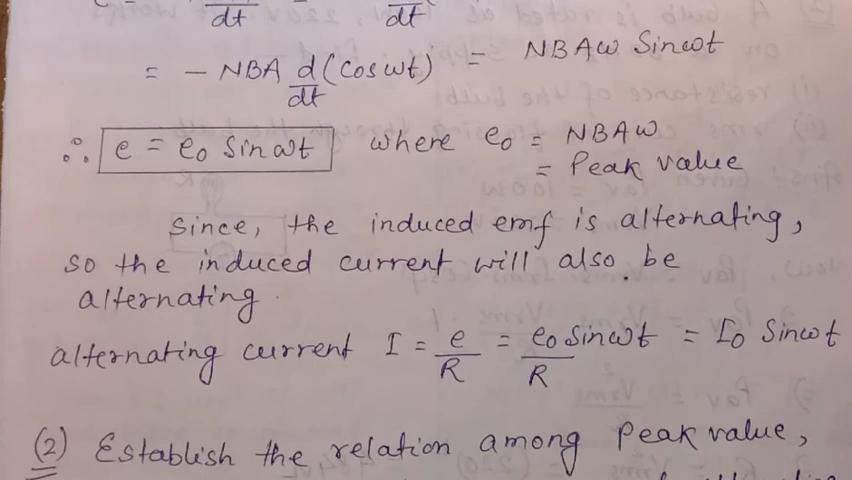 dt dt
= - NBA d/dt (cos ωt) = NBAω Sinωt
∴ e = e₀ Sin ωt where e₀ = NBAω
= Peak value
Since, the induced emf is alternating,
so the induced current will also be
alternating.
alternating current I = e/R = e₀ Sinωt/R = I₀ Sinωt
(2) Establish the relation among Peak value,